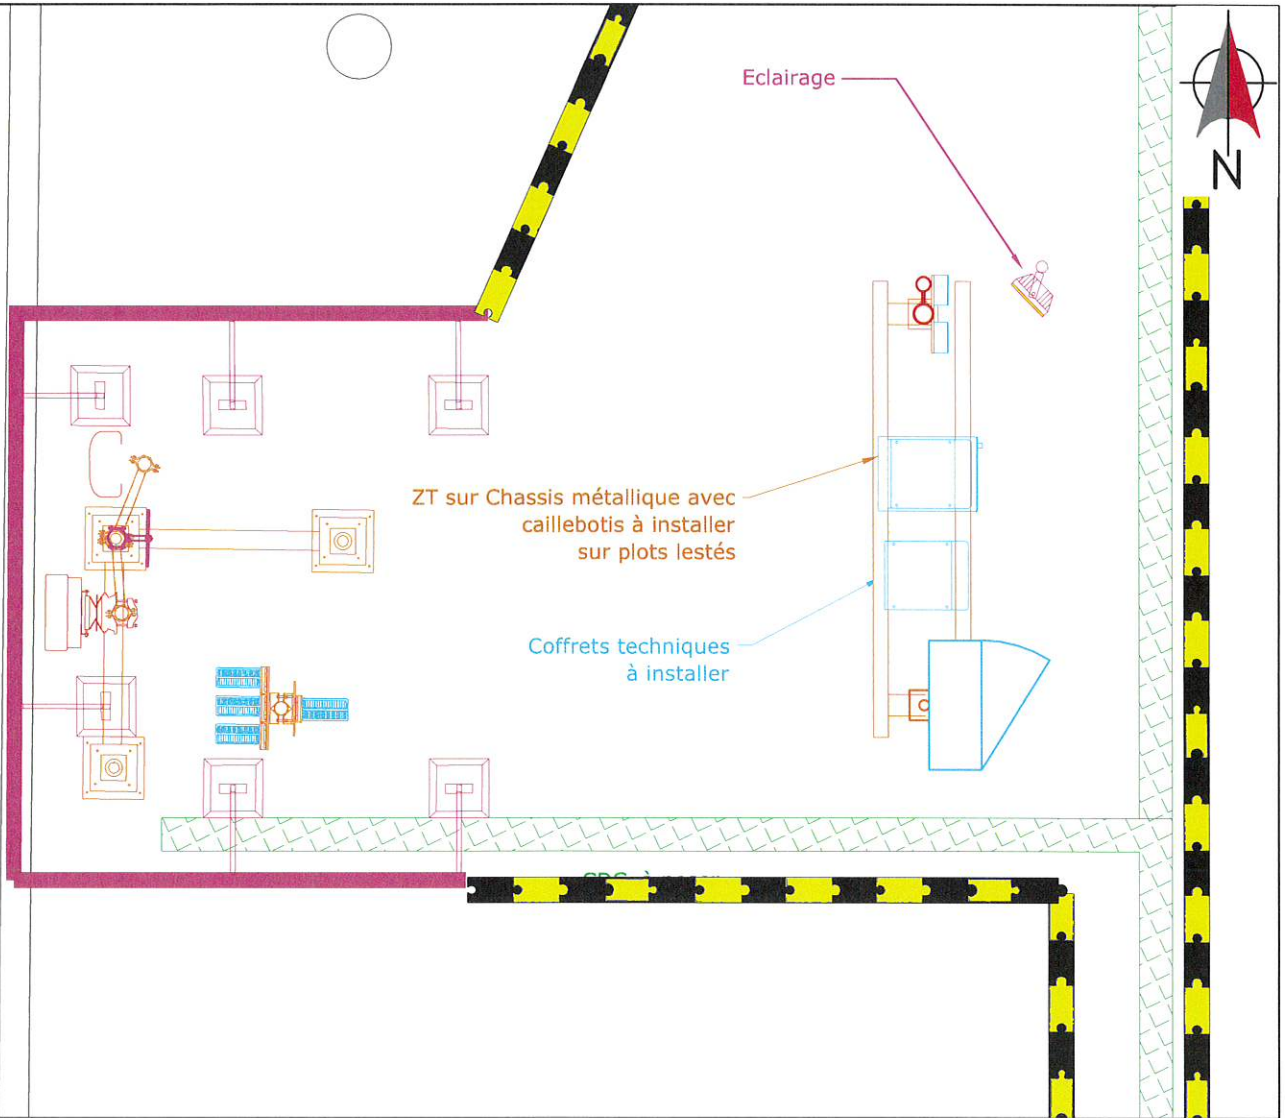 Eclairage
N
ZT sur Chassis métallique avec
caillebotis à installer
sur plots lestés
Coffrets techniques
à installer